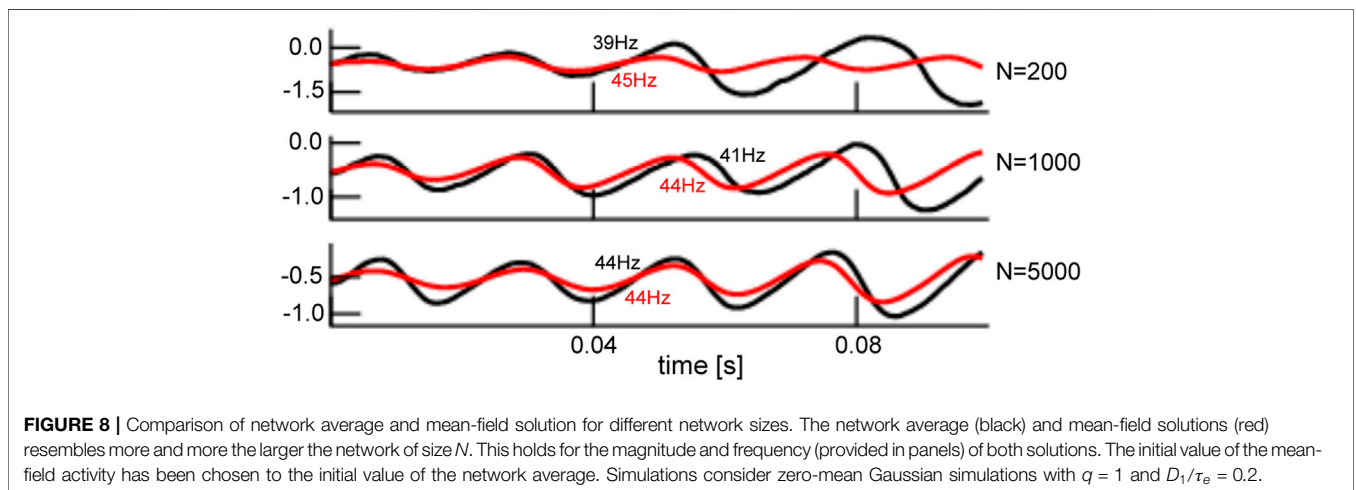 0.0
39Hz
N=200
-1.5
45Hz
0.0
41Hz
N=1000
-1.0
44Hz
44Hz
N=5000
-0.5
44Hz
-1.0
0.04
0.08
time [s]
FIGURE 8 | Comparison of network average and mean-field solution for different network sizes. The network average (black) and mean-field solutions (red)
resembles more and more the larger the network of size N. This holds for the magnitude and frequency (provided in panels) of both solutions. The initial value of the mean-
field activity has been chosen to the initial value of the network average. Simulations consider zero-mean Gaussian simulations with q = 1 and D₁/τₑ = 0.2.